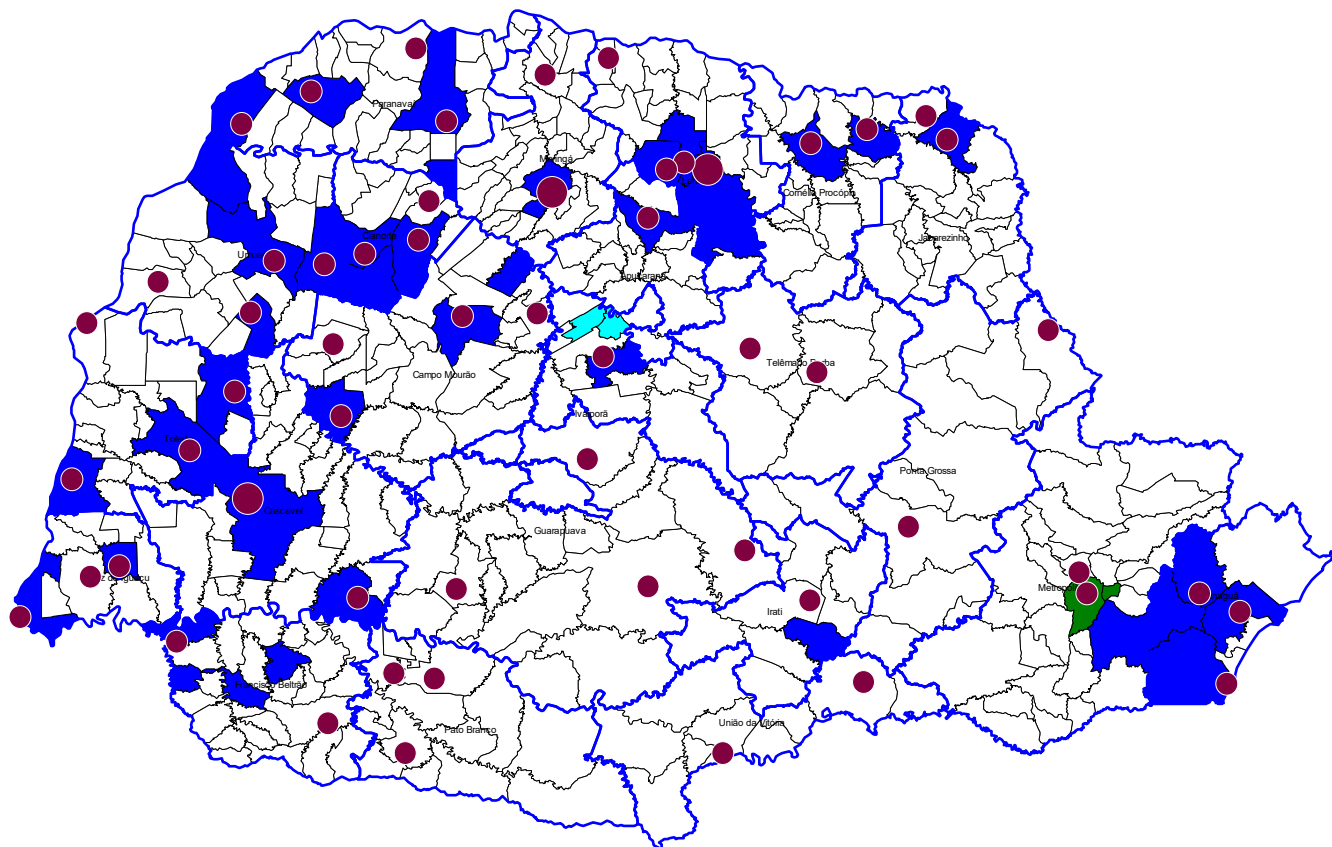 Paranavaí
Maringá
Cornélio Procópio
Jacarezinho
Apucarana
Campo Mourão
Telêmaco Borba
Ivaiporã
Ponta Grossa
Cascavel
Guarapuava
Irati
Francisco Beltrão
Pato Branco
União da Vitória